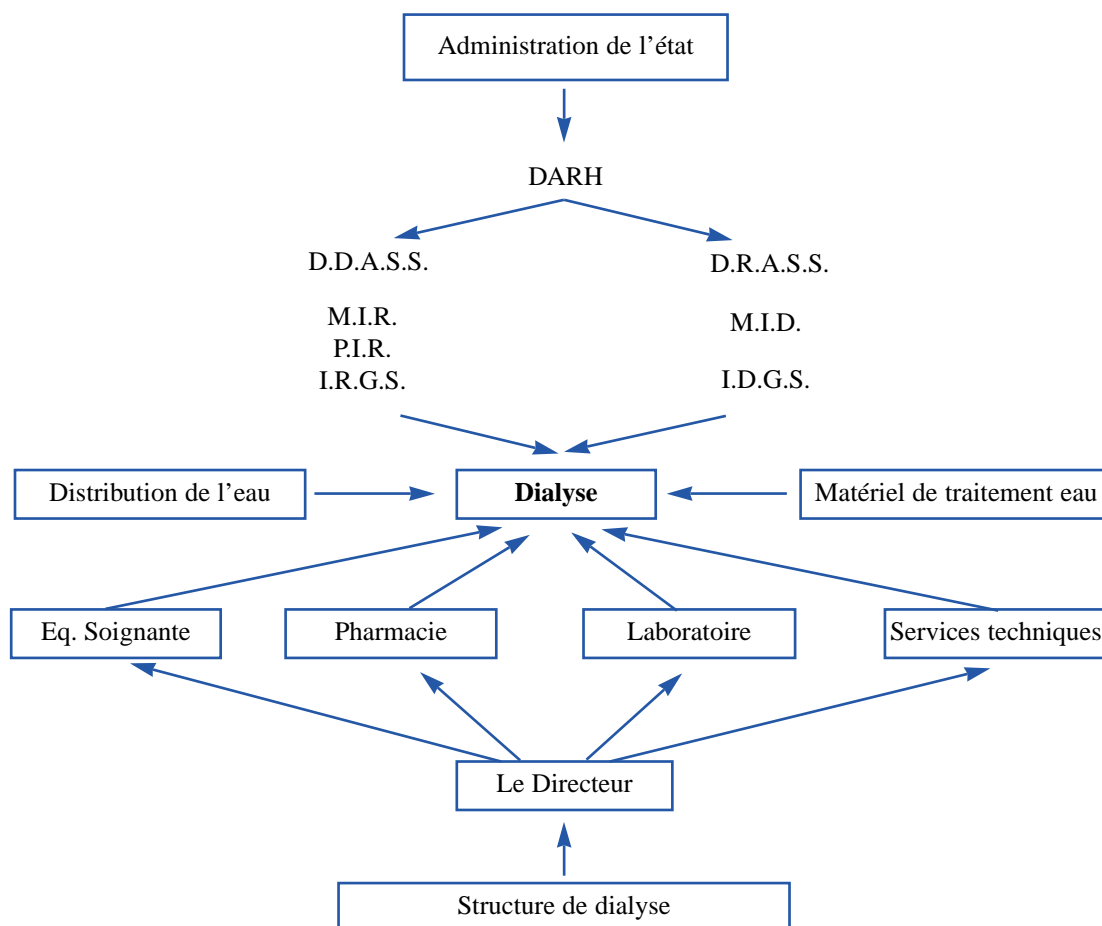 Administration de l’état
DARH
D.D.A.S.S.
D.R.A.S.S.
M.I.R.
M.I.D.
P.I.R.
I.R.G.S.
I.D.G.S.
Distribution de l’eau
Dialyse
Matériel de traitement eau
Eq. Soignante
Pharmacie
Laboratoire
Services techniques
Le Directeur
Structure de dialyse